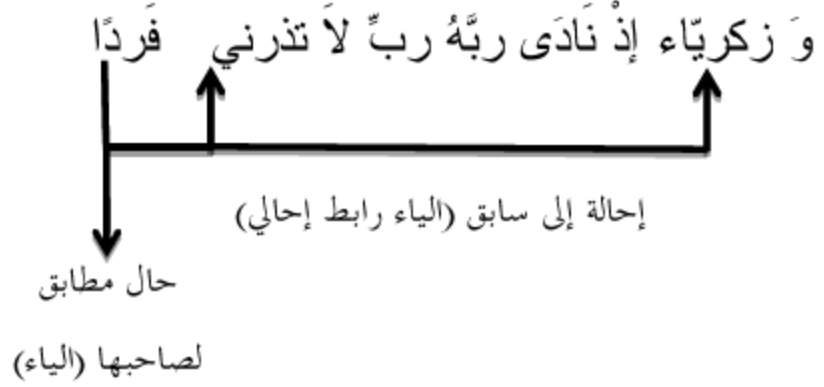 وَ زكريّاء إذْ نَادَى ربَّهُ ربِّ لاَ تذرني فَردًا
إحالة إلى سابق (الياء رابط إحالي)
حال مطابق
لصاحبها (الياء)